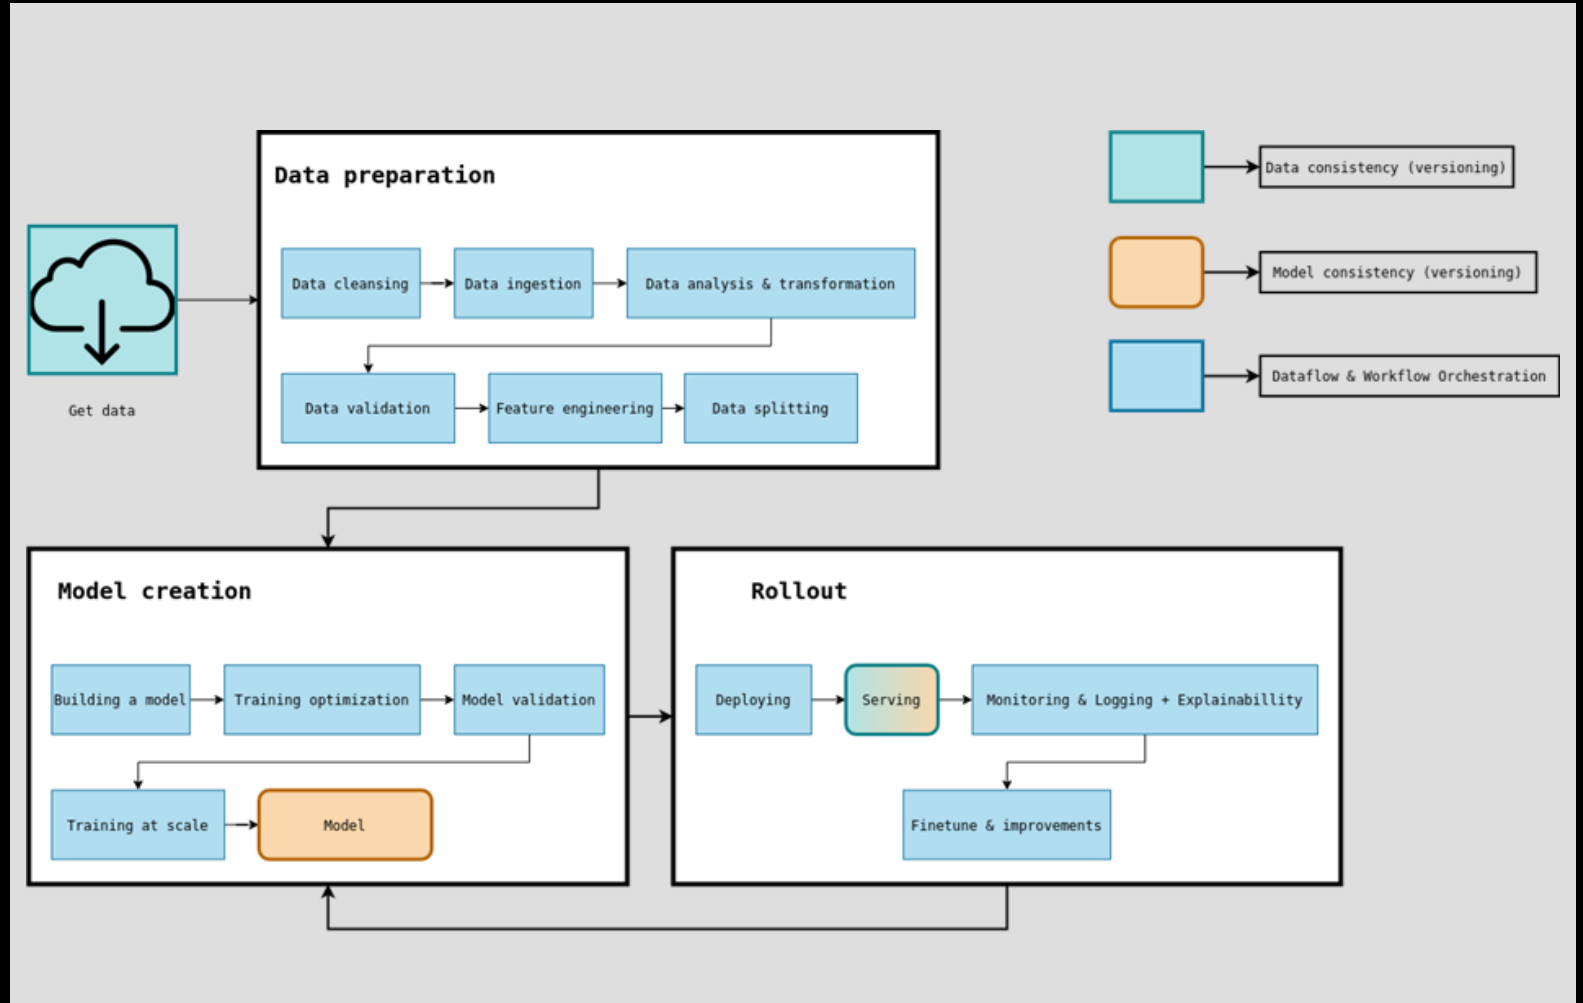 Data preparation
Data cleansing
Data ingestion
Data analysis & transformation
Data validation
Feature engineering
Data splitting
Get data
Data consistency (versioning)
Model consistency (versioning)
Dataflow & Workflow Orchestration
Model creation
Building a model
Training optimization
Model validation
Training at scale
Model
Rollout
Deploying
Serving
Monitoring & Logging + Explainabillity
Finetune & improvements